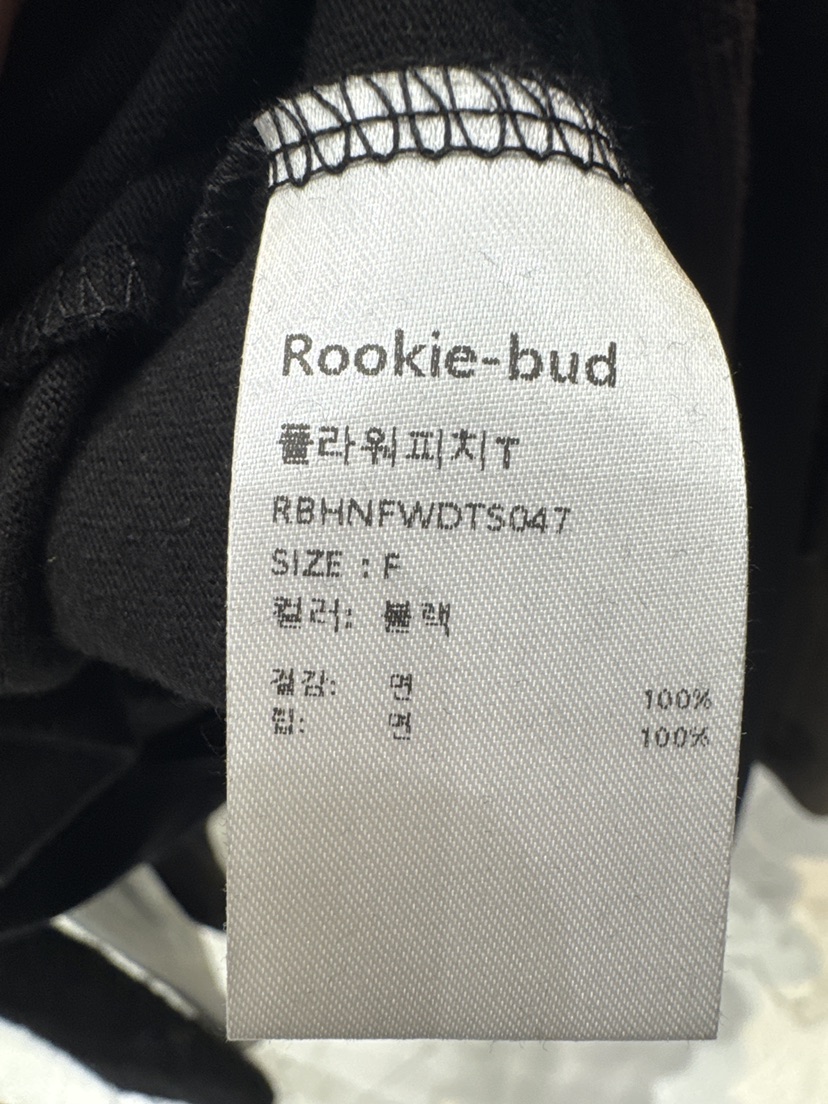 Rookie-bud
플라워피치T
RBHNFWDTS047
SIZE : F
컬러: 블랙
겉감: 면 100%
립: 면 100%